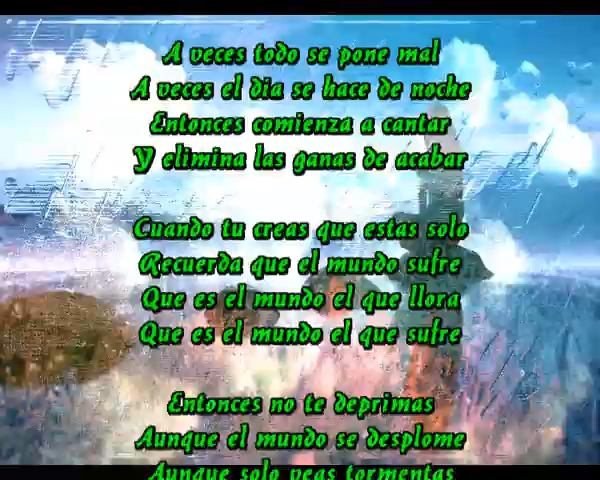 A veces todo se pone mal
A veces el dia se hace de noche
Entonces comienza a cantar
Y elimina las ganas de acabar
Cuando tu creas que estas solo
Recuerda que el mundo sufre
Que es el mundo el que llora
Que es el mundo el que sufre
Entonces no te deprimas
Aunque el mundo se desplome
Aunque solo veas tormentas